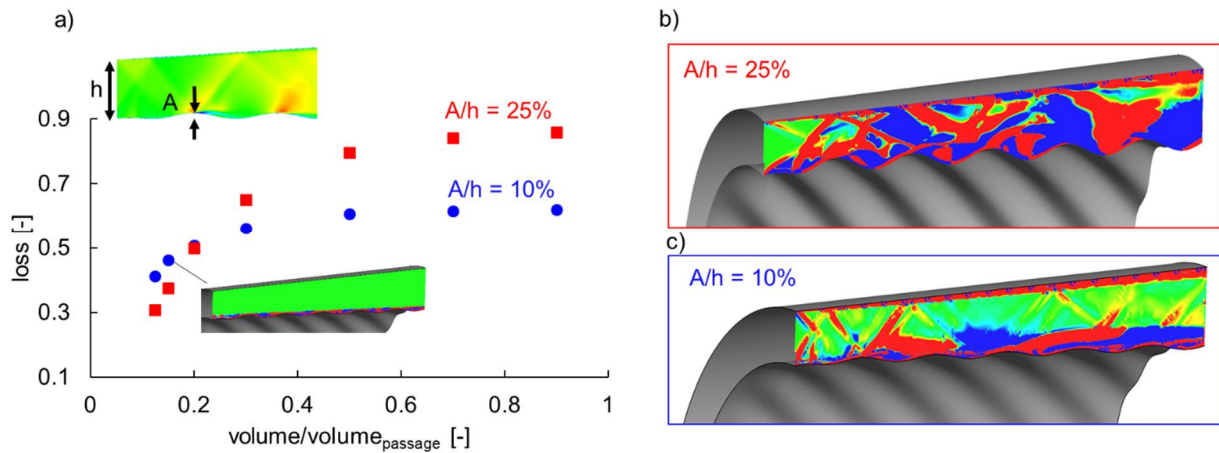 a)
h
A
0.9
0.7
0.5
0.3
0.1
loss [-]
A/h = 25%
A/h = 10%
0
0.2
0.4
0.6
0.8
1
volume/volumepassage [-]
b)
A/h = 25%
c)
A/h = 10%